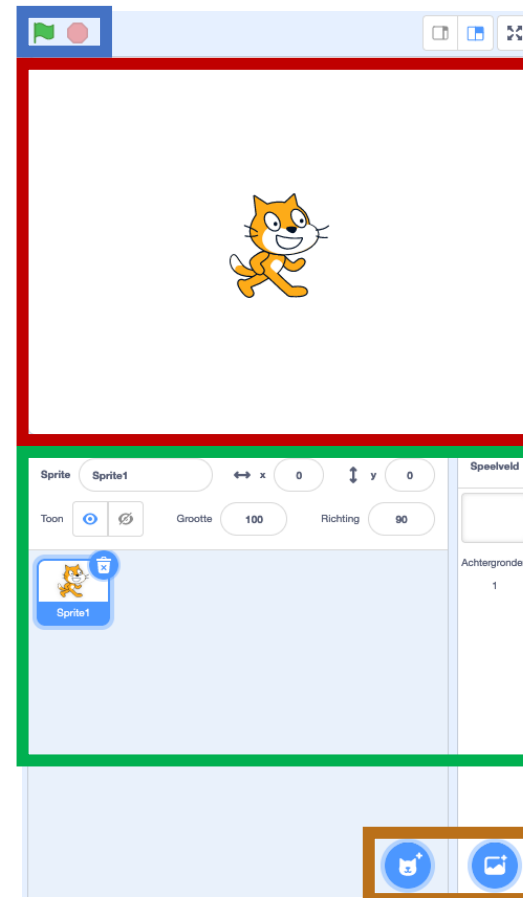 Sprite Sprite1 x 0 y 0
Speelveld
Toon Grootte 100 Richting 90
Achtergronde
1
Sprite1